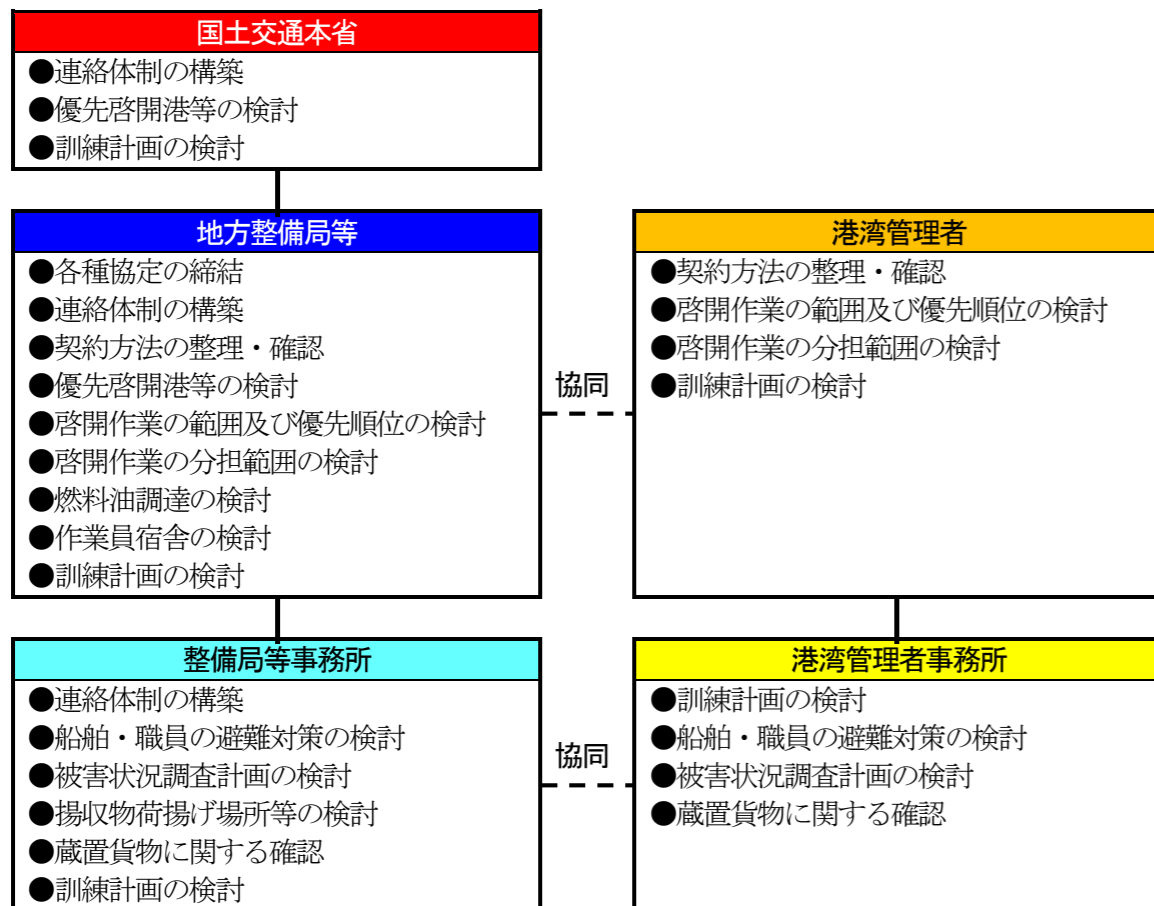 国土交通本省
●連絡体制の構築
●優先啓開港等の検討
●訓練計画の検討
地方整備局等
●各種協定の締結
●連絡体制の構築
●契約方法の整理・確認
●優先啓開港等の検討
●啓開作業の範囲及び優先順位の検討
●啓開作業の分担範囲の検討
●燃料油調達の検討
●作業員宿舎の検討
●訓練計画の検討
協同
港湾管理者
●契約方法の整理・確認
●啓開作業の範囲及び優先順位の検討
●啓開作業の分担範囲の検討
●訓練計画の検討
整備局等事務所
●連絡体制の構築
●船舶・職員の避難対策の検討
●被害状況調査計画の検討
●揚収物荷揚げ場所等の検討
●蔵置貨物に関する確認
●訓練計画の検討
協同
港湾管理者事務所
●訓練計画の検討
●船舶・職員の避難対策の検討
●被害状況調査計画の検討
●蔵置貨物に関する確認